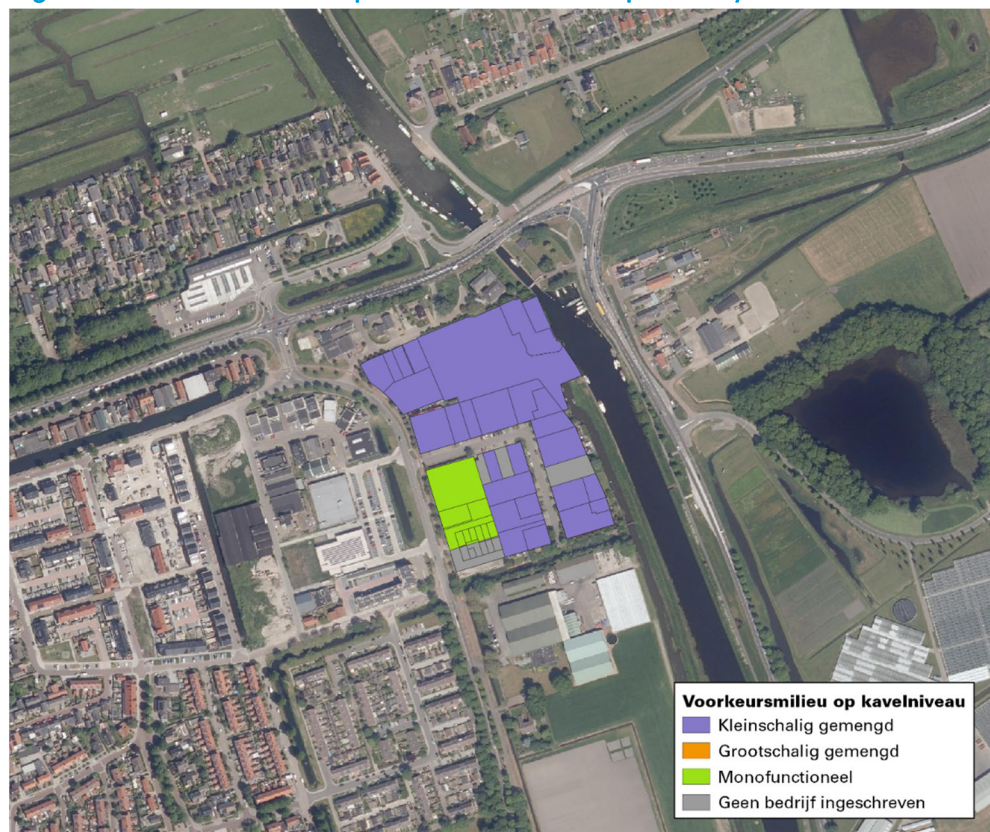 Voorkeursmilieu op kavelniveau
Kleinschalig gemengd
Grootschalig gemengd
Monofunctioneel
Geen bedrijf ingeschreven